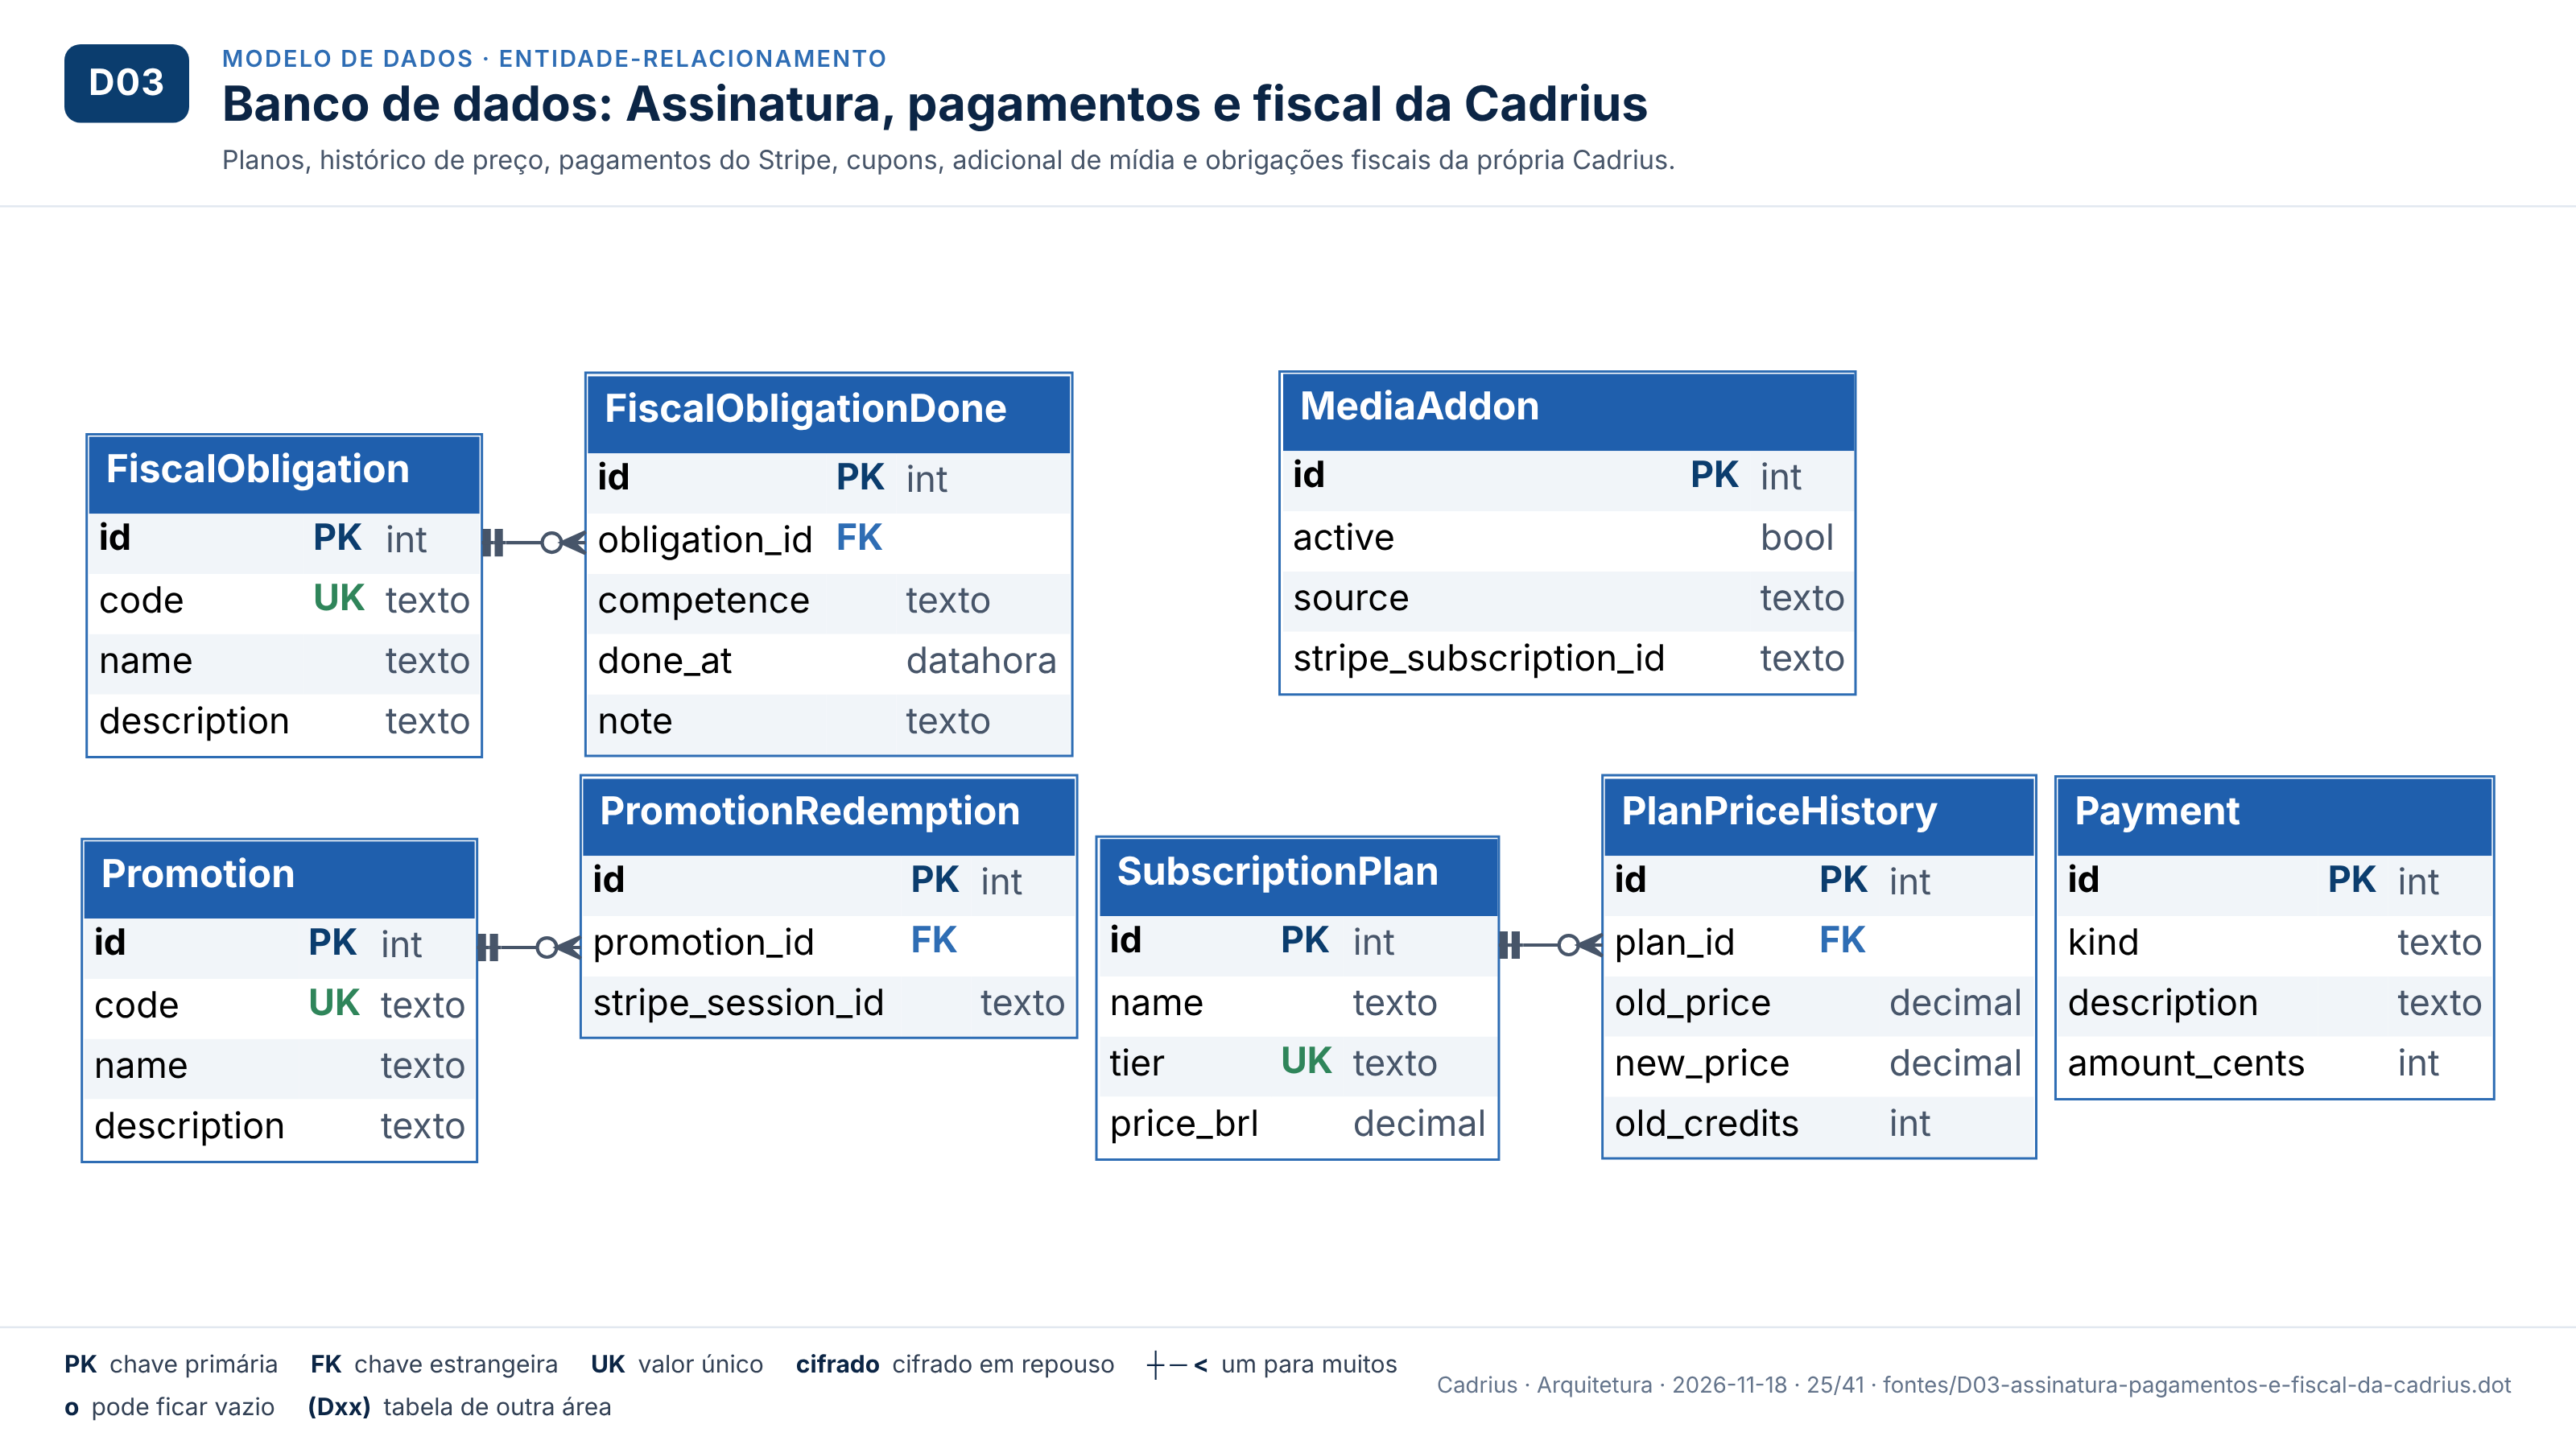 D03
MODELO DE DADOS · ENTIDADE-RELACIONAMENTO
Banco de dados: Assinatura, pagamentos e fiscal da Cadrius
Planos, histórico de preço, pagamentos do Stripe, cupons, adicional de mídia e obrigações fiscais da própria Cadrius.
FiscalObligation
id PK int
code UK texto
name texto
description texto
FiscalObligationDone
id PK int
obligation_id FK
competence texto
done_at datahora
note texto
MediaAddon
id PK int
active bool
source texto
stripe_subscription_id texto
Promotion
id PK int
code UK texto
name texto
description texto
PromotionRedemption
id PK int
promotion_id FK
stripe_session_id texto
SubscriptionPlan
id PK int
name texto
tier UK texto
price_brl decimal
PlanPriceHistory
id PK int
plan_id FK
old_price decimal
new_price decimal
old_credits int
Payment
id PK int
kind texto
description texto
amount_cents int
PK chave primária FK chave estrangeira UK valor único cifrado cifrado em repouso ┼─< um para muitos
o pode ficar vazio (Dxx) tabela de outra área
Cadrius · Arquitetura · 2026-11-18 · 25/41 · fontes/D03-assinatura-pagamentos-e-fiscal-da-cadrius.dot